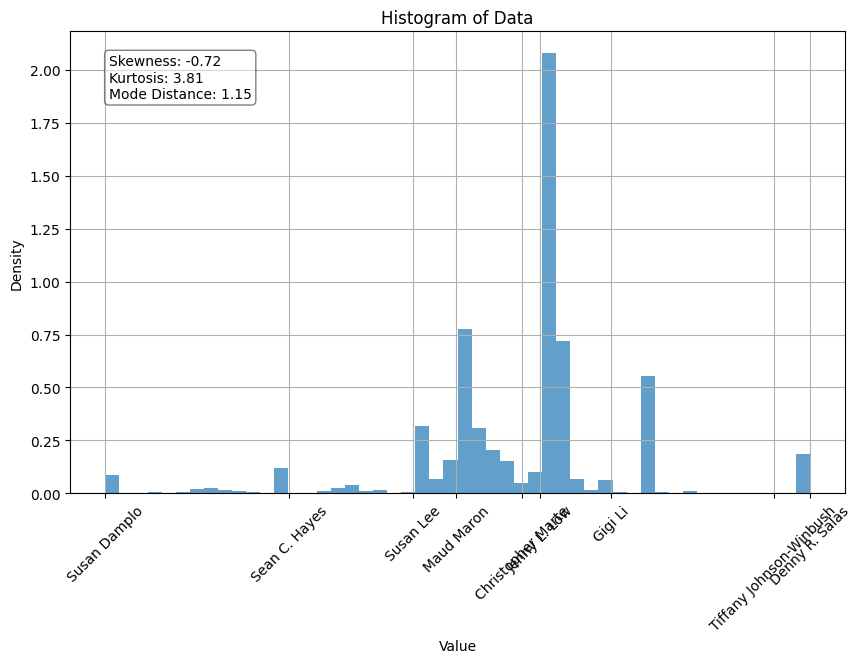 Histogram of Data
Skewness: -0.72
Kurtosis: 3.81
Mode Distance: 1.15
Density
2.00
1.75
1.50
1.25
1.00
0.75
0.50
0.25
0.00
Susan Damplo
Sean C. Hayes
Susan Lee
Maud Maron
Christopher Marte
Jenny L. Low
Gigi Li
Tiffany Johnson-Winbush
Denny R. Salas
Value